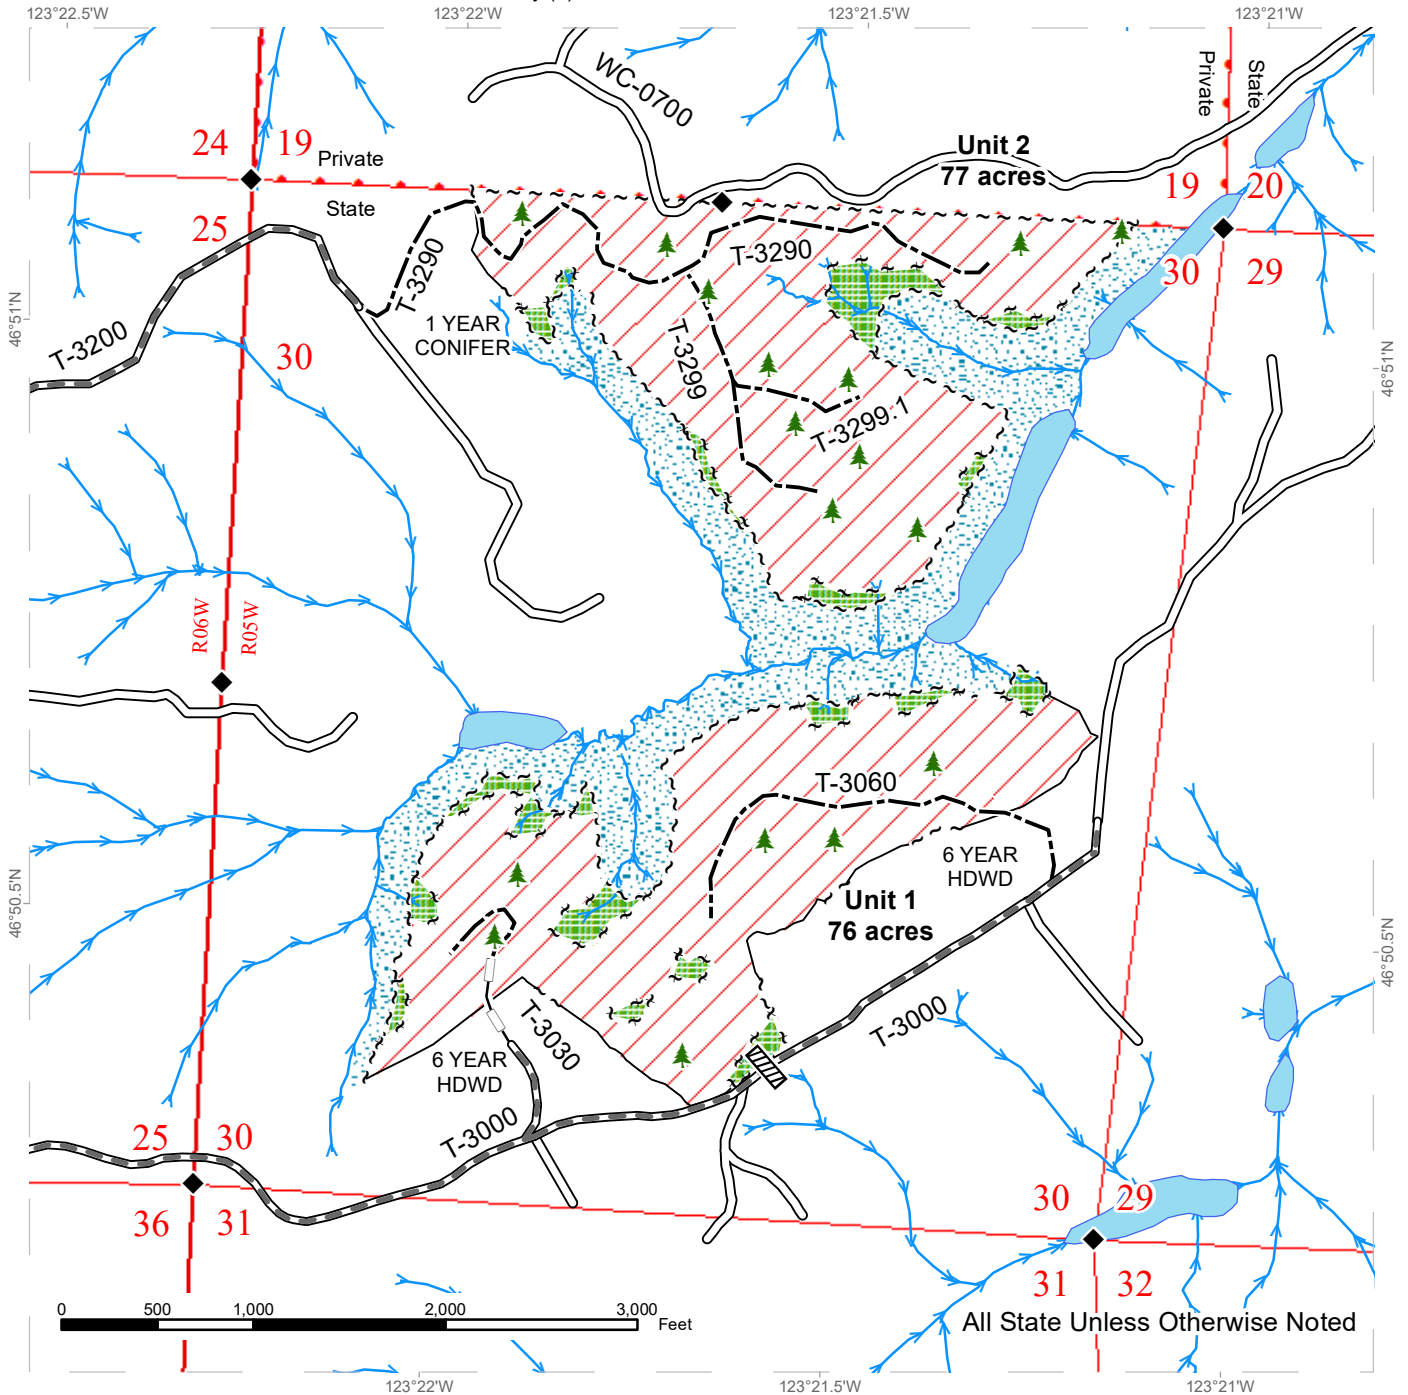 123°22.5'W
123°22'W
123°21.5'W
123°21'W
WC-0700
Private
State
Unit 2
77 acres
24
19
Private
State
19
20
25
30
29
T-3290
T-3290
46°51'N
46°51'N
T-3200
1 YEAR
CONIFER
30
T-3299
T-3299.1
R06W
R05W
T-3060
6 YEAR
HDWD
46°50.5'N
46°50.5'N
Unit 1
76 acres
T-3030
T-3000
6 YEAR
HDWD
T-3000
25
30
30
29
36
31
31
32
0
500
1,000
2,000
3,000
Feet
All State Unless Otherwise Noted
123°22'W
123°21.5'W
123°21'W